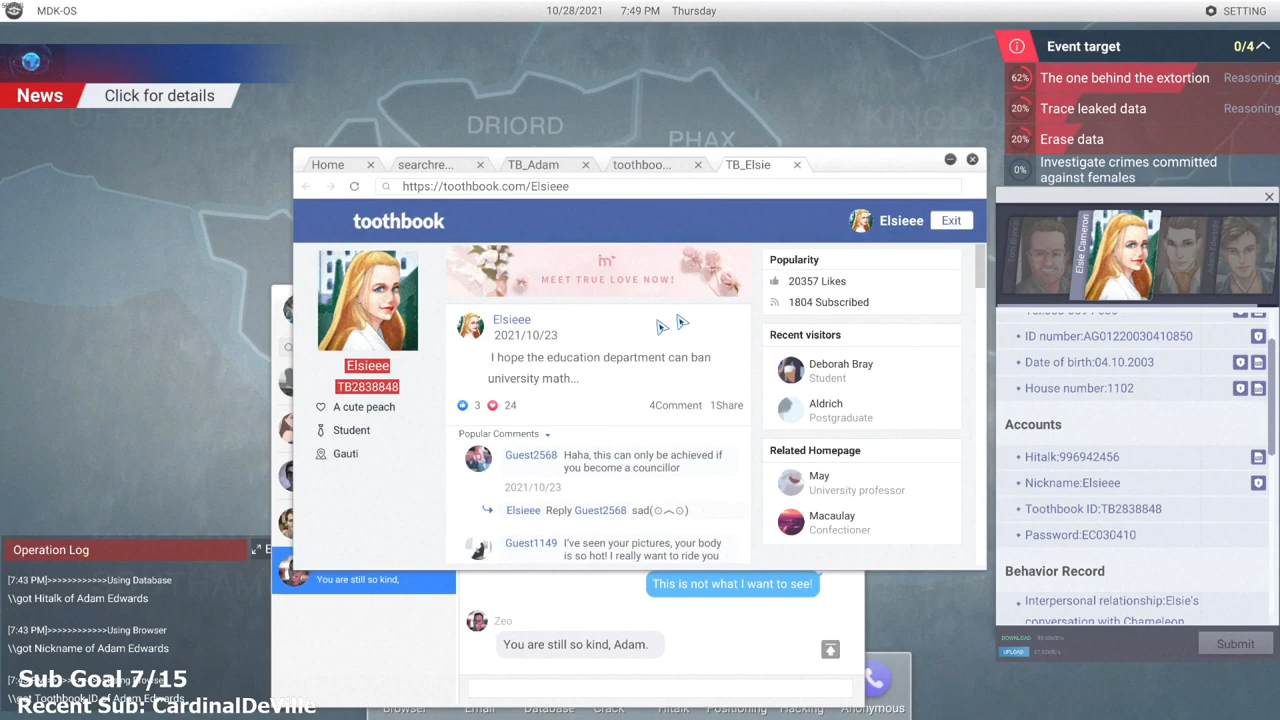 MDK-OS
10/28/2021 7:49 PM Thursday
SETTING
News
Click for details
DRIORD
PHAX
Event target
0/4
62% The one behind the extortion Reasoning
20% Trace leaked data Reasoning
20% Erase data
0% Investigate crimes committed
against females
Home
searchre...
TB_Adam
toothboo...
TB_Elsie
https://toothbook.com/Elsieee
toothbook
Elsieee
Exit
Elsieee
TB2838848
A cute peach
Student
Gauti
m
MEET TRUE LOVE NOW!
Elsieee
2021/10/23
I hope the education department can ban
university math...
3 24
4Comment 1Share
Popular Comments
Guest2568 Haha, this can only be achieved if
you become a councillor
2021/10/23
Elsieee Reply Guest2568 sad(⊙︿⊙)
Guest1149 I've seen your pictures, your body
is so hot! I really want to ride you
Popularity
20357 Likes
1804 Subscribed
Recent visitors
Deborah Bray
Student
Aldrich
Postgraduate
Related Homepage
May
University professor
Macaulay
Confectioner
Elsie Cameron
Adam Edwards
ID number:AG01220030410850
Date of birth:04.10.2003
House number:1102
Accounts
Hitalk:996942456
Nickname:Elsieee
Toothbook ID:TB2838848
Password:EC030410
Behavior Record
Interpersonal relationship:Elsie's
conversation with Chameleon
DOWNLOAD
UPLOAD
Submit
Operation Log
[7:43 PM]>>>>>>>>>>>Using Database
\\got Hitalk of Adam Edwards
[7:43 PM]>>>>>>>>>>>Using Browser
\\got Nickname of Adam Edwards
\\got Toothbook ID of Adam Edwards
Sub Goal: 7/15
Recent Sub: CardinalDeVille
You are still so kind,
This is not what I want to see!
Zeo
You are still so kind, Adam.
Browser
Email
Database
Crack
Hitalk
Positioning
Hacking
Anonymous